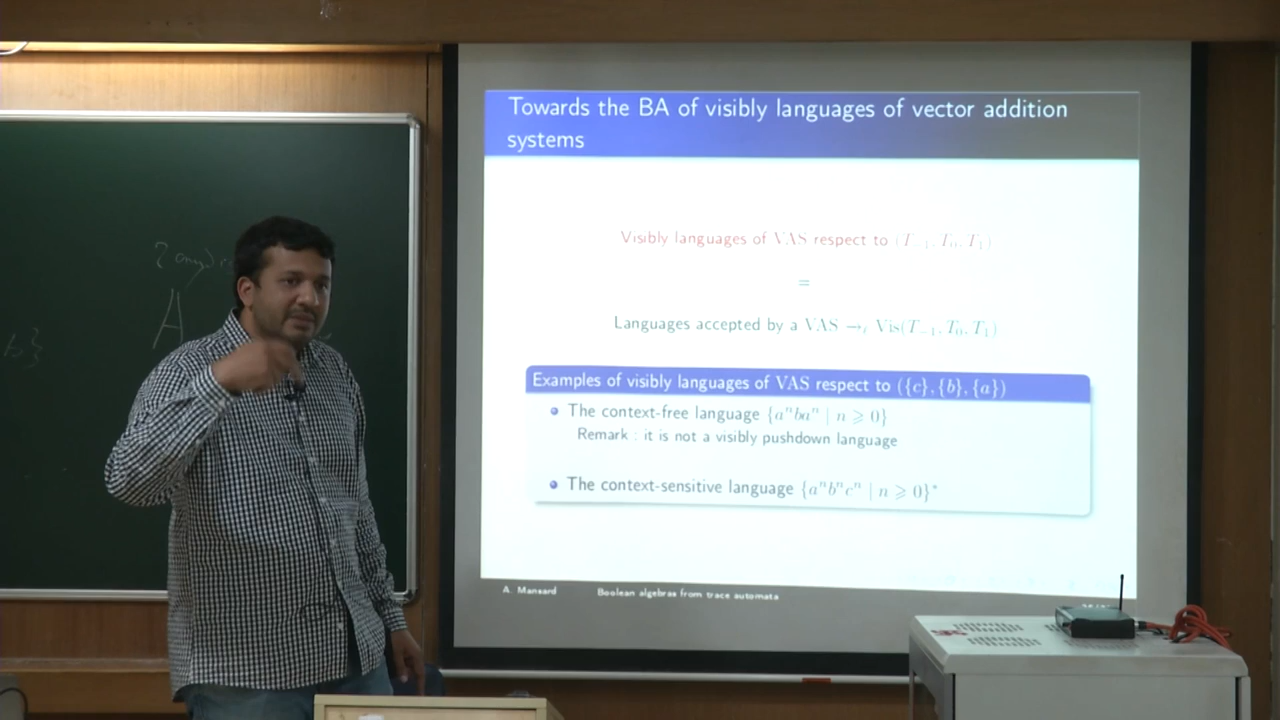 Towards the BA of visibly languages of vector addition
systems
Visibly languages of VAS respect to (T₋₁, T₀, T₁)
=
Languages accepted by a VAS →ₜ Vis(T₋₁, T₀, T₁)
Examples of visibly languages of VAS respect to ({c}, {b}, {a})
• The context-free language {aⁿbaⁿ | n ⩾ 0}
Remark : it is not a visibly pushdown language
• The context-sensitive language {aⁿbⁿcⁿ | n ⩾ 0}*
A. Mansard Boolean algebras from trace automata
A
b}